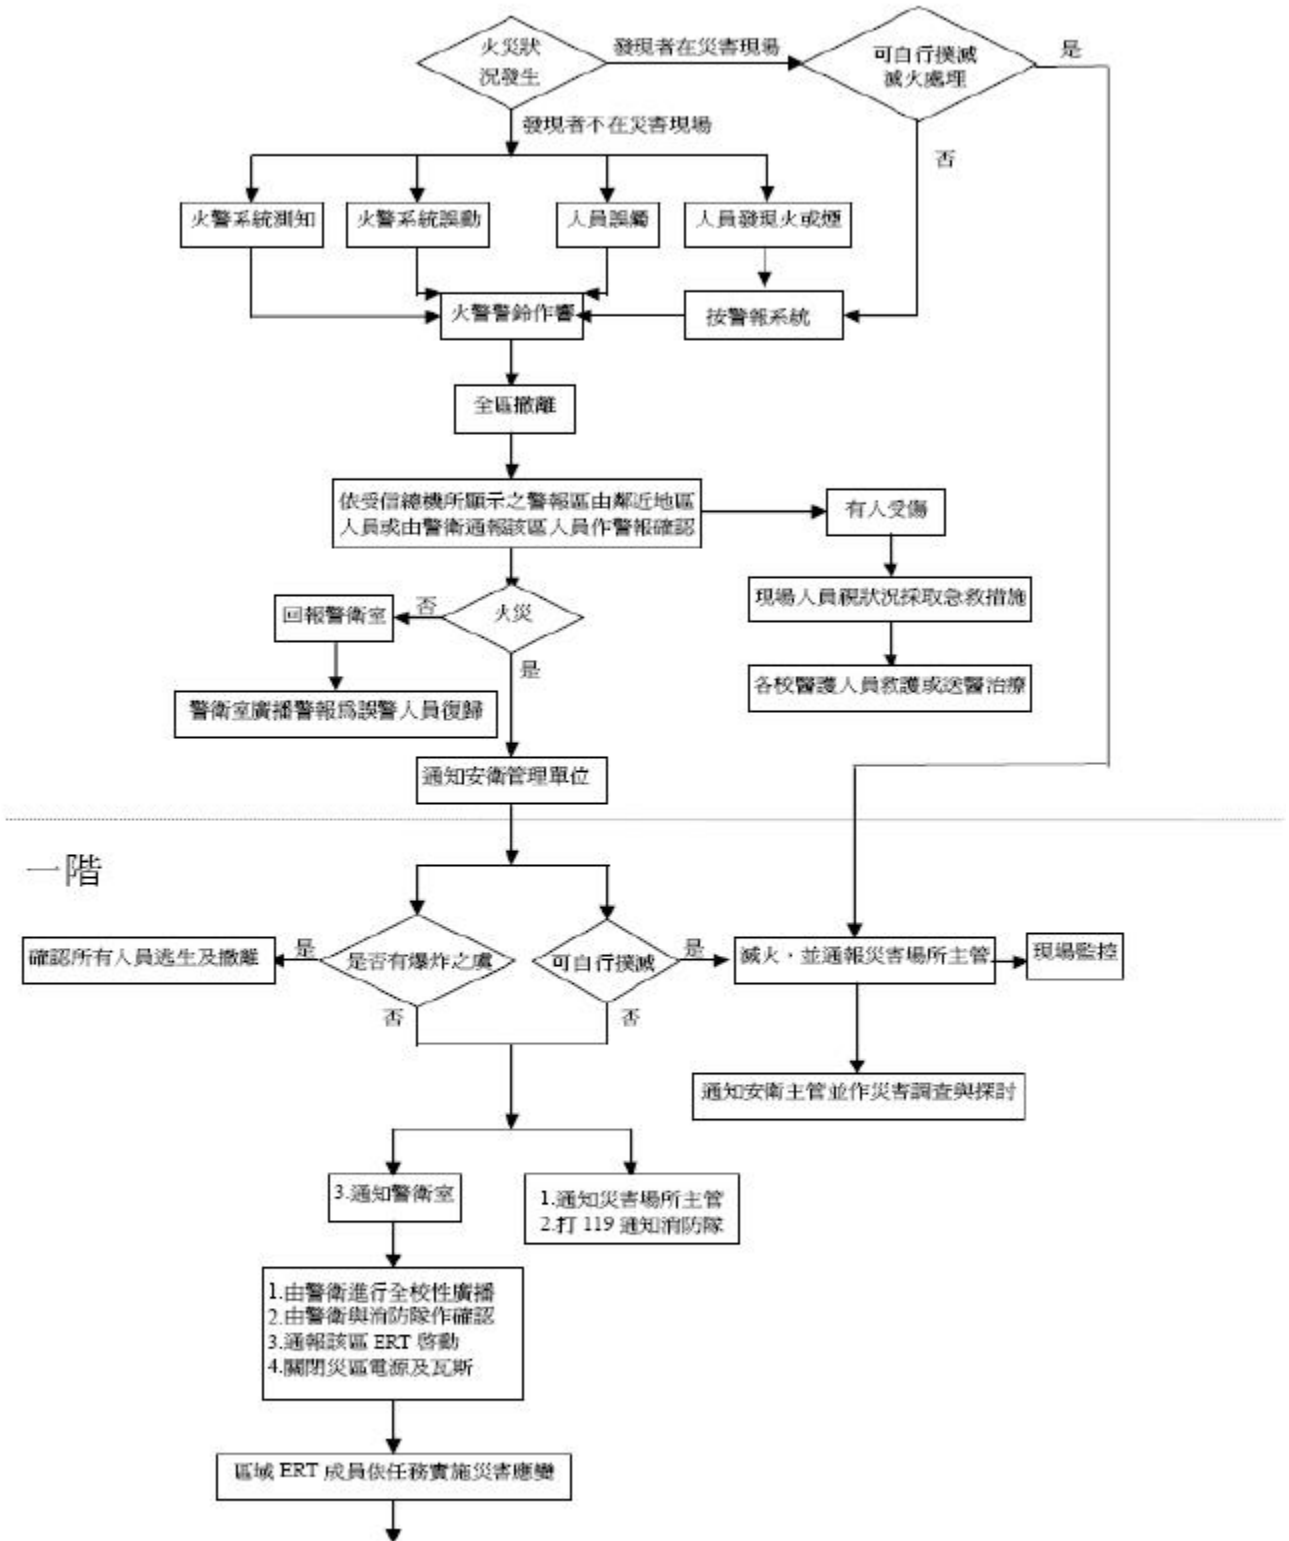 火災狀
況發生
發現者在災害現場
可自行撲滅
滅火處理
是
發現者不在災害現場
否
火警系統測知
火警系統誤動
人員誤觸
人員發現火或煙
火警警鈴作響
按警報系統
全區撤離
依受信總機所顯示之警報區由鄰近地區
人員或由警衛通報該區人員作警報確認
有人受傷
現場人員視狀況採取急救措施
各校醫護人員救護或送醫治療
回報警衛室
否
火災
是
警衛室廣播警報為誤警人員復歸
通知安衛管理單位
一階
確認所有人員逃生及撤離
是
是否有爆炸之虞
可自行撲滅
是
滅火，並通報災害場所主管
現場監控
否
否
通知安衛主管並作災害調查與探討
3.通知警衛室
1.通知災害場所主管
2.打 119 通知消防隊
1.由警衛進行全校性廣播
2.由警衛與消防隊作確認
3.通報該區 ERT 啓動
4.關閉災區電源及瓦斯
區域 ERT 成員依任務實施災害應變